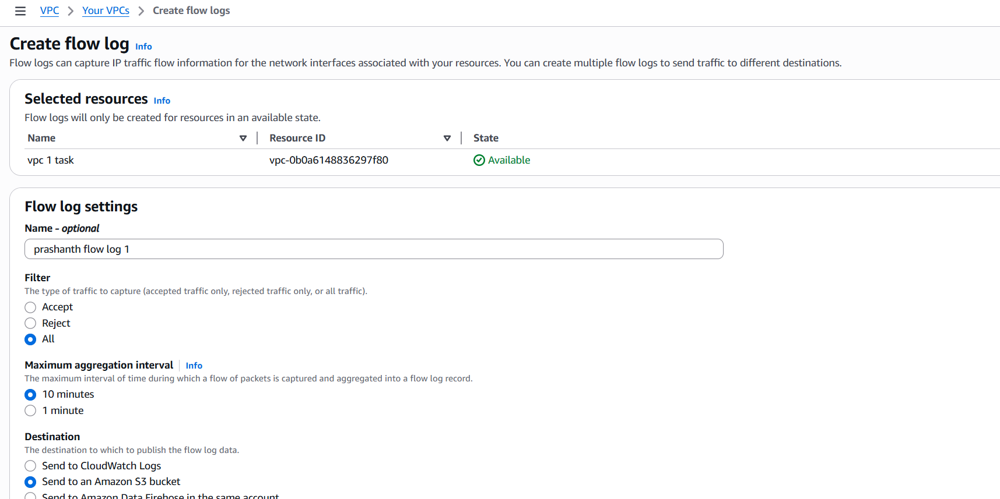 VPC > Your VPCs > Create flow logs
Create flow log Info
Flow logs can capture IP traffic flow information for the network interfaces associated with your resources. You can create multiple flow logs to send traffic to different destinations.
Selected resources Info
Flow logs will only be created for resources in an available state.
Name Resource ID State
vpc 1 task vpc-0b0a6148836297f80 Available
Flow log settings
Name - optional
prashanth flow log 1
Filter
The type of traffic to capture (accepted traffic only, rejected traffic only, or all traffic).
Accept
Reject
All
Maximum aggregation interval Info
The maximum interval of time during which a flow of packets is captured and aggregated into a flow log record.
10 minutes
1 minute
Destination
The destination to which to publish the flow log data.
Send to CloudWatch Logs
Send to an Amazon S3 bucket
Send to Amazon Data Firehose in the same account